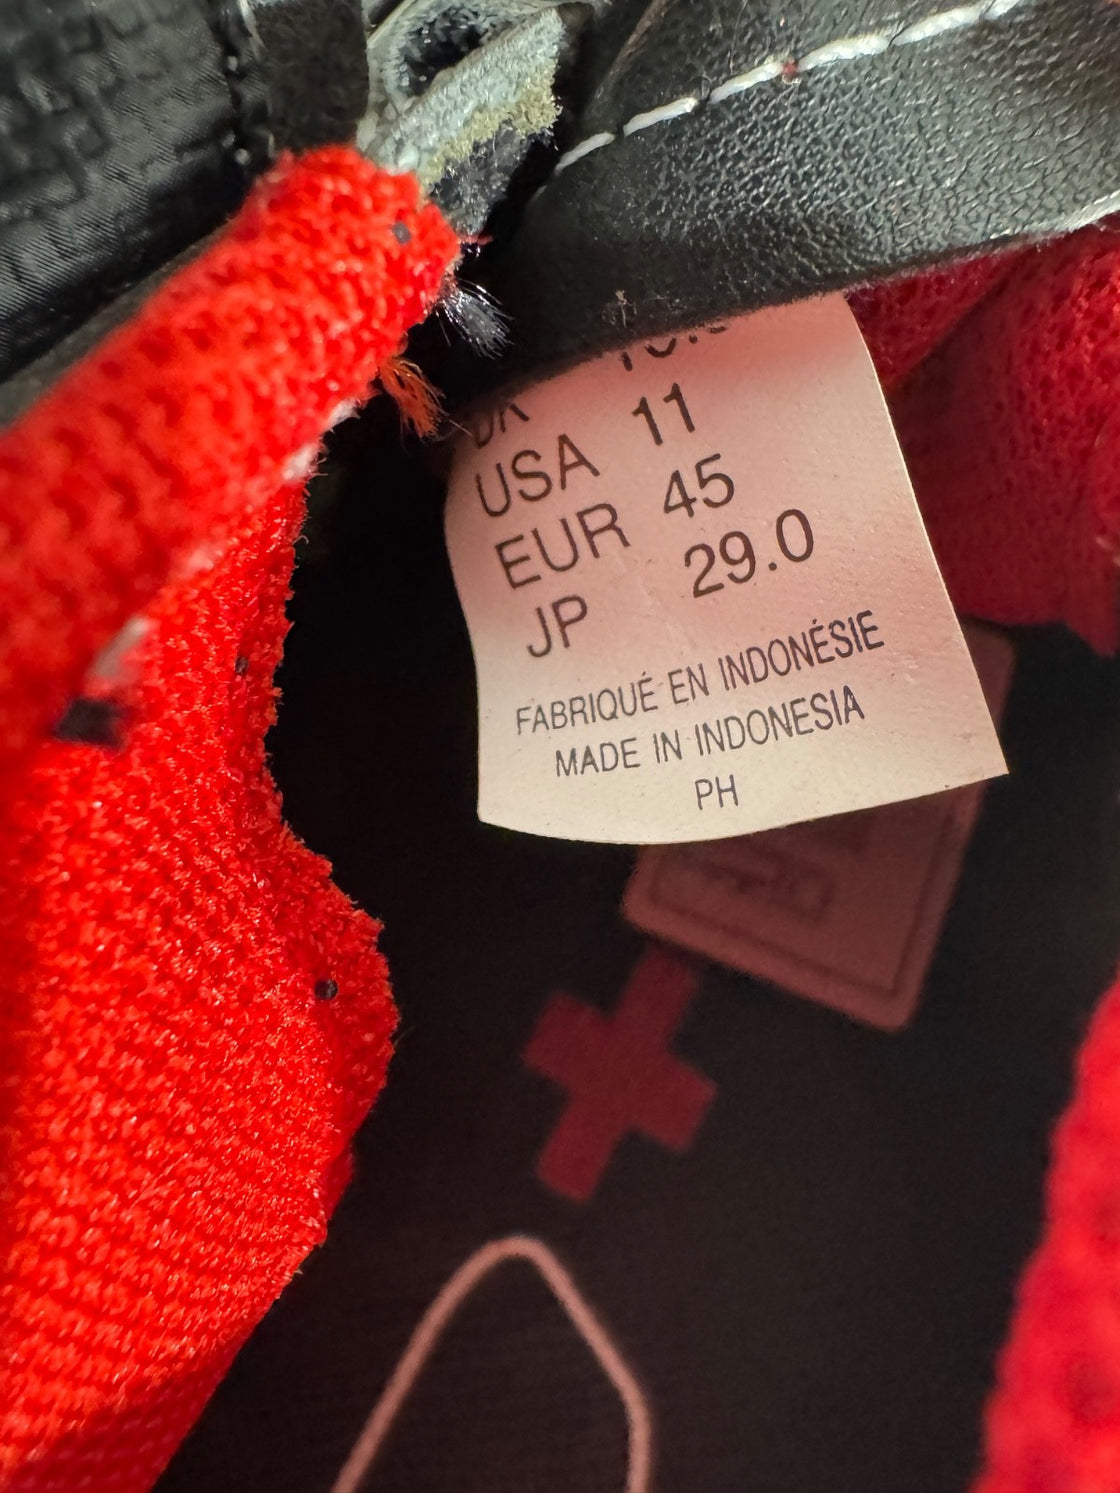 USA 11
EUR 45
JP 29.0
FABRIQUÉ EN INDONÉSIE
MADE IN INDONESIA
PH